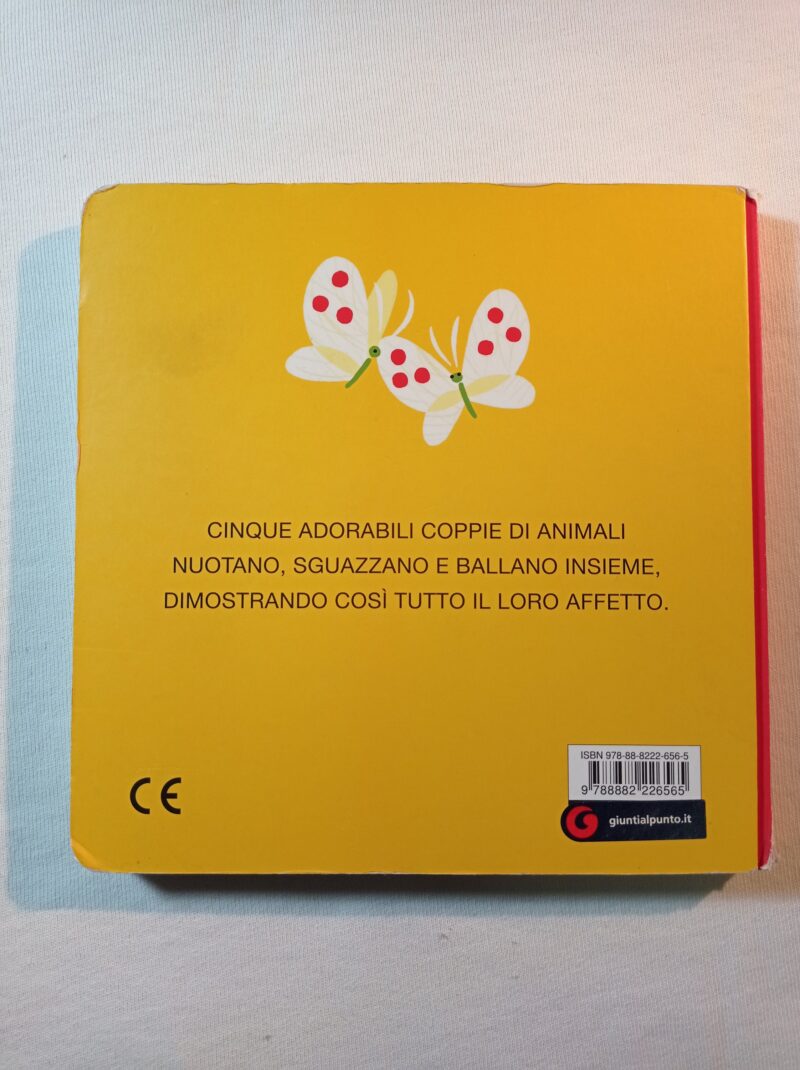 CINQUE ADORABILI COPPIE DI ANIMALI
NUOTANO, SGUAZZANO E BALLANO INSIEME,
DIMOSTRANDO COSÌ TUTTO IL LORO AFFETTO.
ISBN 978-88-8222-656-5
9 788882 226565
CE
giuntialpunto.it